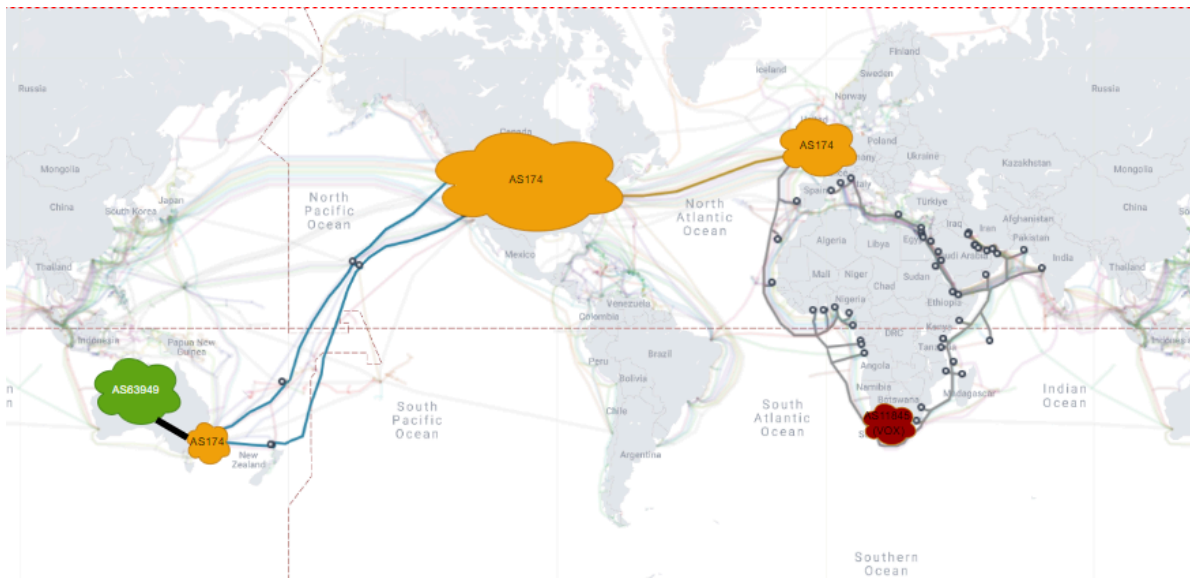 Russia
Mongolia
China
South Korea
Japan
Thailand
Indonesia
Papua New
Guinea
AS63949
AS174
New
Zealand
North
Pacific
Ocean
South
Pacific
Ocean
Canada
AS174
Mexico
Venezuela
Colombia
Peru
Brazil
Bolivia
Chile
Argentina
North
Atlantic
Ocean
South
Atlantic
Ocean
Iceland
Finland
Sweden
Norway
AS174
Poland
Ukraine
Spain
Italy
Türkiye
Algeria
Libya
Egypt
Iraq
Iran
Afghanistan
Pakistan
India
Mali
Niger
Chad
Sudan
Nigeria
Ethiopia
Kenya
DRC
Angola
Namibia
Botswana
Madagascar
(VOX)
Russia
Kazakhstan
Mongolia
China
Thailand
Indian
Ocean
Southern
Ocean